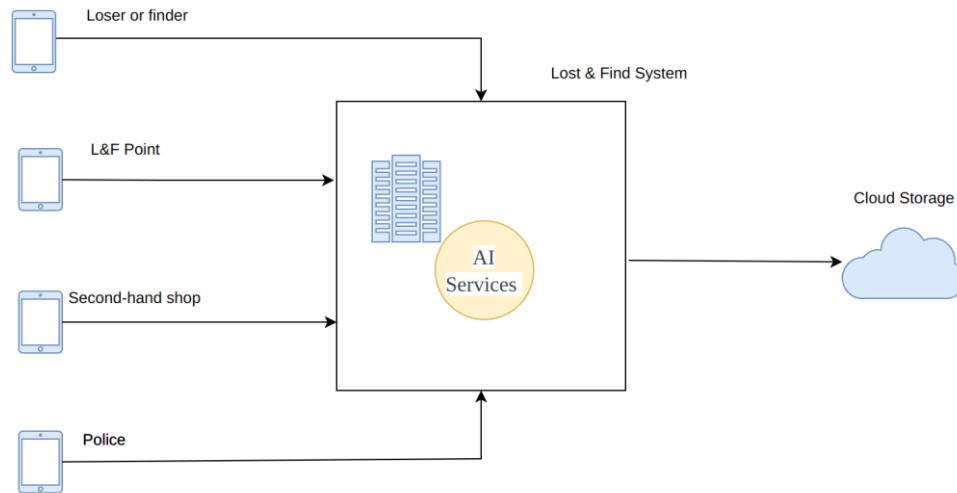 Loser or finder
Lost & Find System
L&F Point
Cloud Storage
AI
Services
Second-hand shop
Police